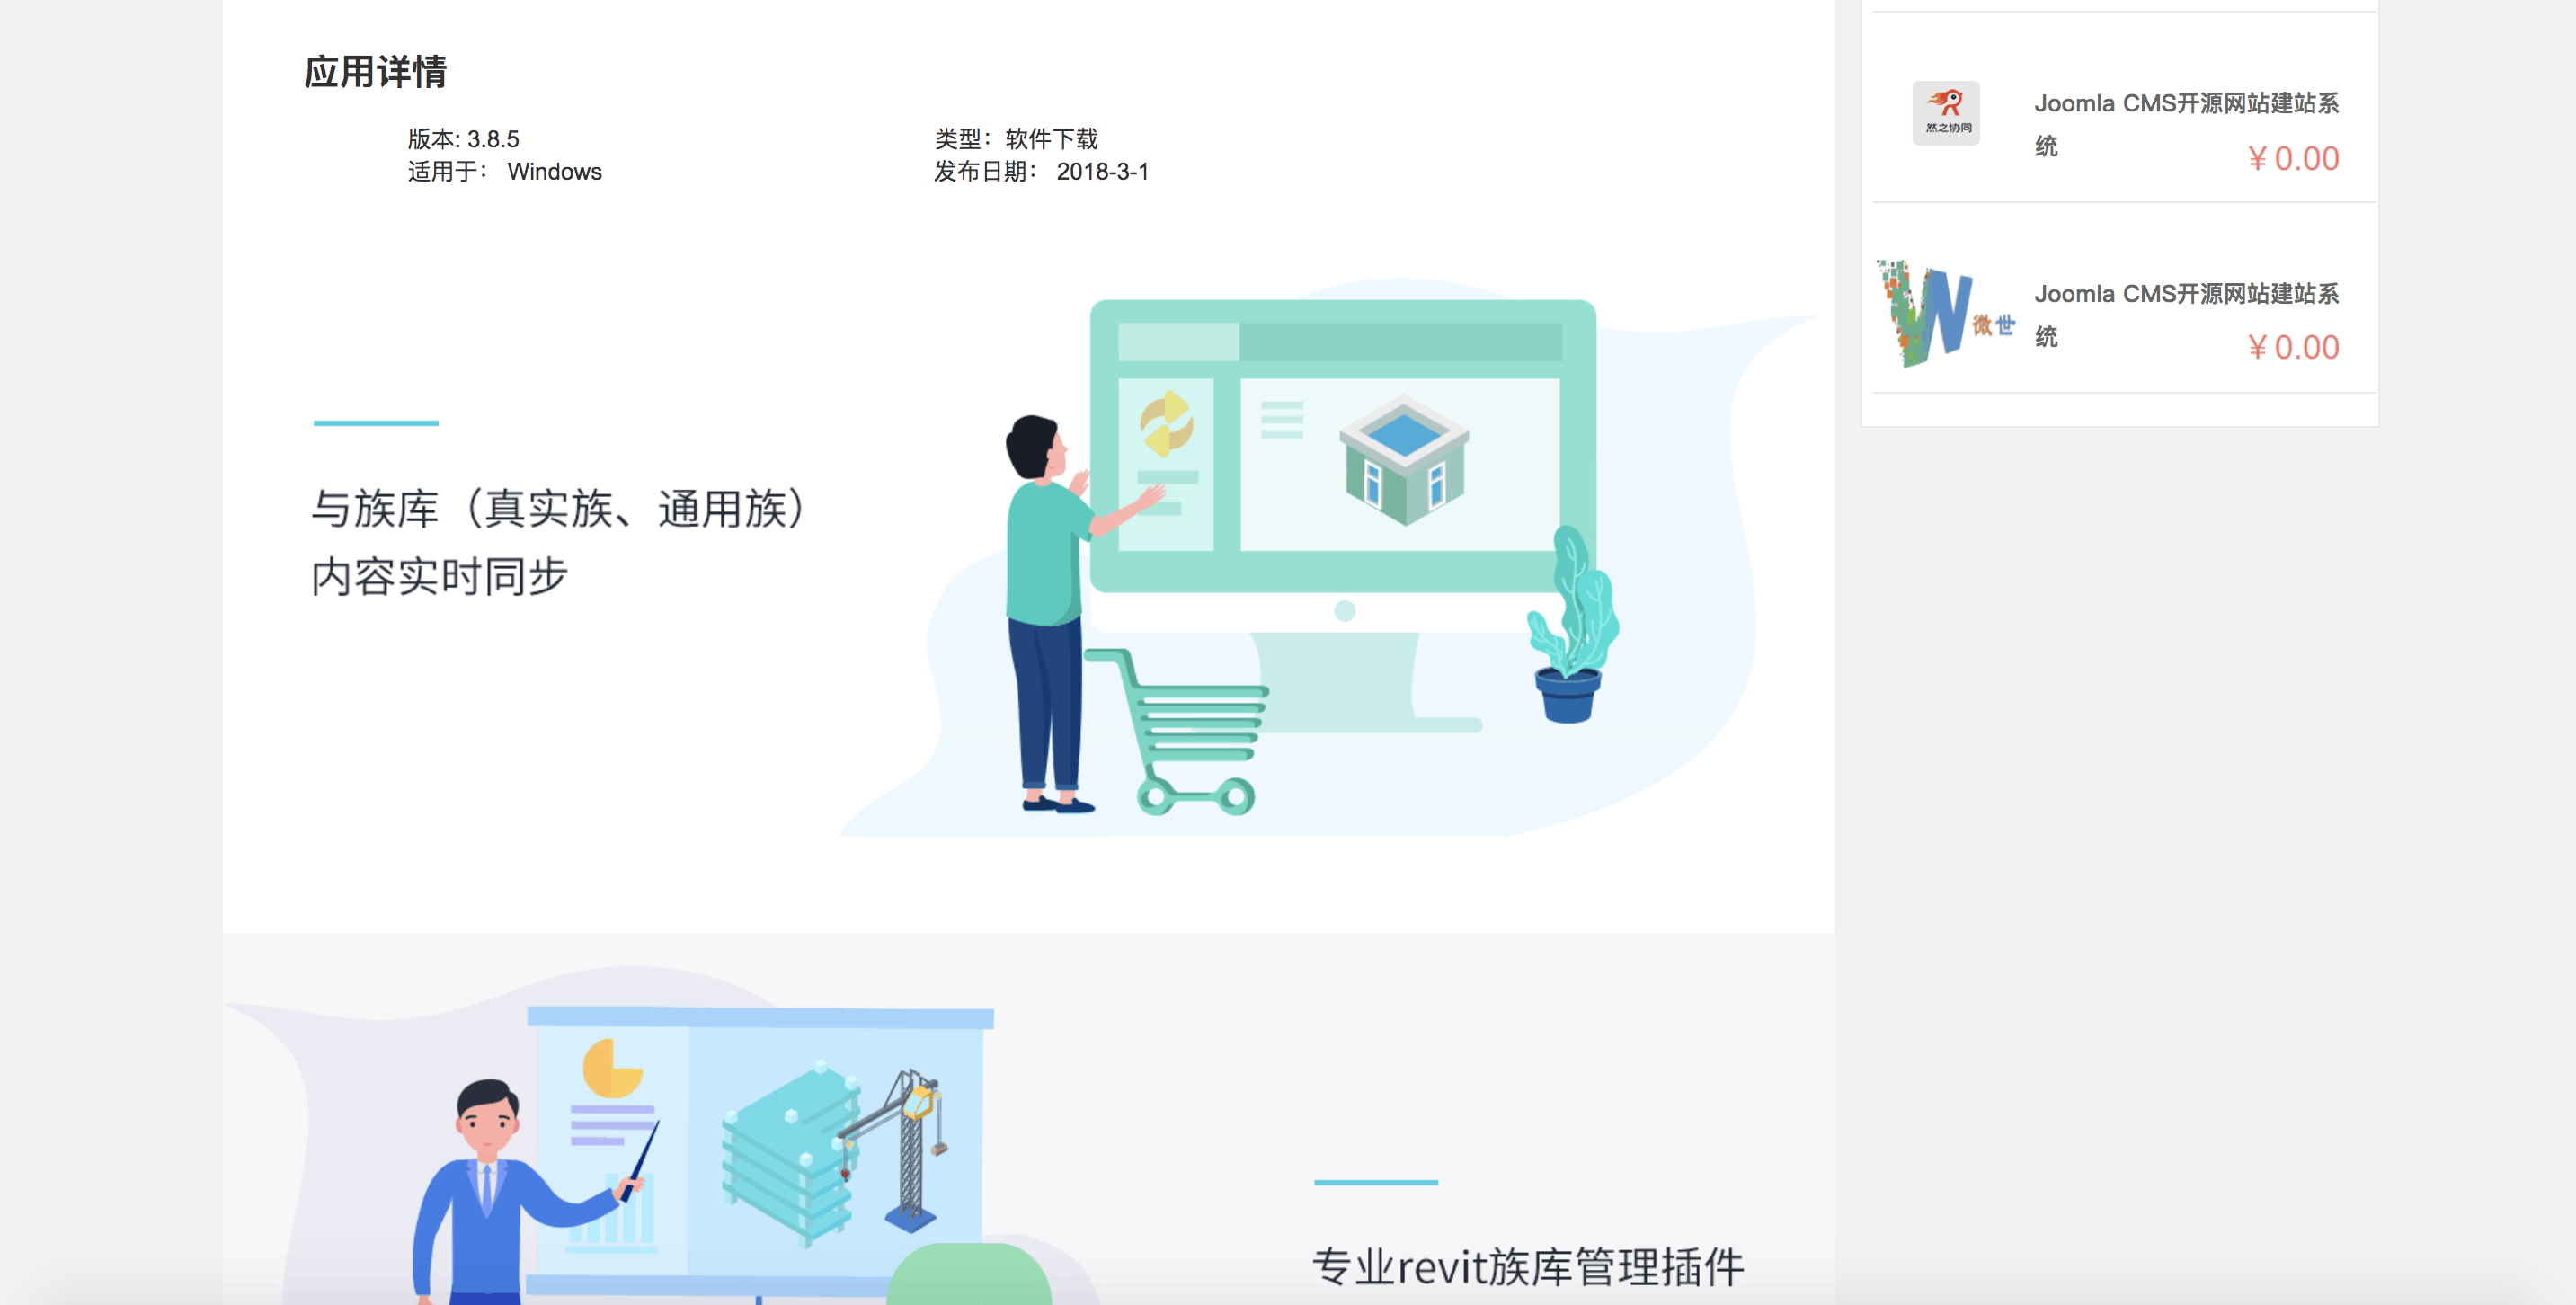 应用详情
版本: 3.8.5
类型：软件下载
适用于： Windows
发布日期： 2018-3-1
与族库（真实族、通用族）
内容实时同步
专业revit族库管理插件
然之协同
Joomla CMS开源网站建站系
统
¥ 0.00
微世
Joomla CMS开源网站建站系
统
¥ 0.00